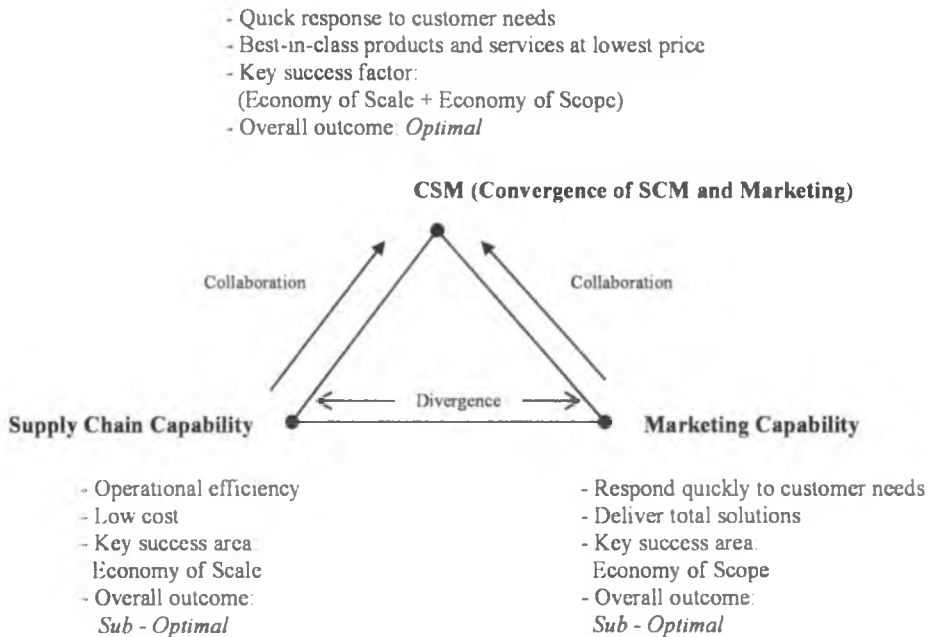 - Quick response to customer needs
- Best-in-class products and services at lowest price
- Key success factor:
(Economy of Scale + Economy of Scope)
- Overall outcome: Optimal
CSM (Convergence of SCM and Marketing)
Collaboration
Collaboration
Divergence
Supply Chain Capability
Marketing Capability
- Operational efficiency
- Low cost
- Key success area:
Economy of Scale
- Overall outcome:
Sub - Optimal
- Respond quickly to customer needs
- Deliver total solutions
- Key success area:
Economy of Scope
- Overall outcome:
Sub - Optimal